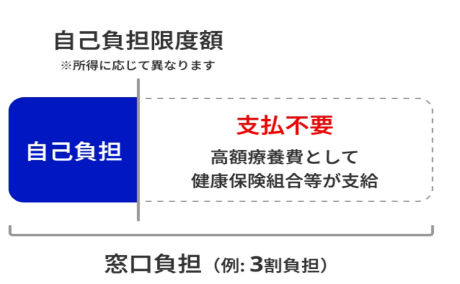 自己負担限度額
※所得に応じて異なります
自己負担
支払不要
高額療養費として
健康保険組合等が支給
窓口負担（例: 3割負担）